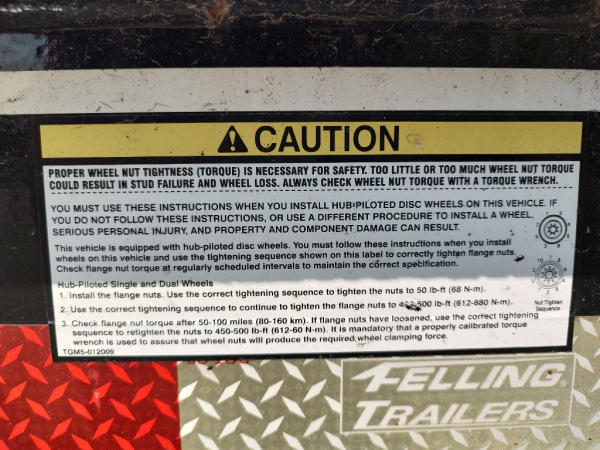 CAUTION
PROPER WHEEL NUT TIGHTNESS (TORQUE) IS NECESSARY FOR SAFETY. TOO LITTLE OR TOO MUCH WHEEL NUT TORQUE
COULD RESULT IN STUD FAILURE AND WHEEL LOSS. ALWAYS CHECK WHEEL NUT TORQUE WITH A TORQUE WRENCH.
YOU MUST USE THESE INSTRUCTIONS WHEN YOU INSTALL HUB-PILOTED DISC WHEELS ON THIS VEHICLE. IF
YOU DO NOT FOLLOW THESE INSTRUCTIONS, OR USE A DIFFERENT PROCEDURE TO INSTALL A WHEEL,
SERIOUS PERSONAL INJURY, AND PROPERTY AND COMPONENT DAMAGE CAN RESULT.
This vehicle is equipped with hub-piloted disc wheels. You must follow these instructions when you install
wheels on this vehicle and use the tightening sequence shown on this label to correctly tighten flange nuts.
Check flange nut torque at regularly scheduled intervals to maintain the correct specification.
Hub-Piloted Single and Dual Wheels
1. Install the flange nuts. Use the correct tightening sequence to tighten the nuts to 50 lb-ft (68 N-m).
2. Use the correct tightening sequence to continue to tighten the flange nuts to 500 lb-ft (612-680 N-m).
3. Check flange nut torque after 50-100 miles (80-160 km). If flange nuts have loosened, use the correct tightening
sequence to retighten the nuts to 450-500 lb-ft (612-60 N-m). It is mandatory that a properly calibrated torque
wrench is used to assure that wheel nuts will produce the required wheel clamping force.
TGM5-012009
Nut Tighten
Sequence
FELLING
TRAILERS